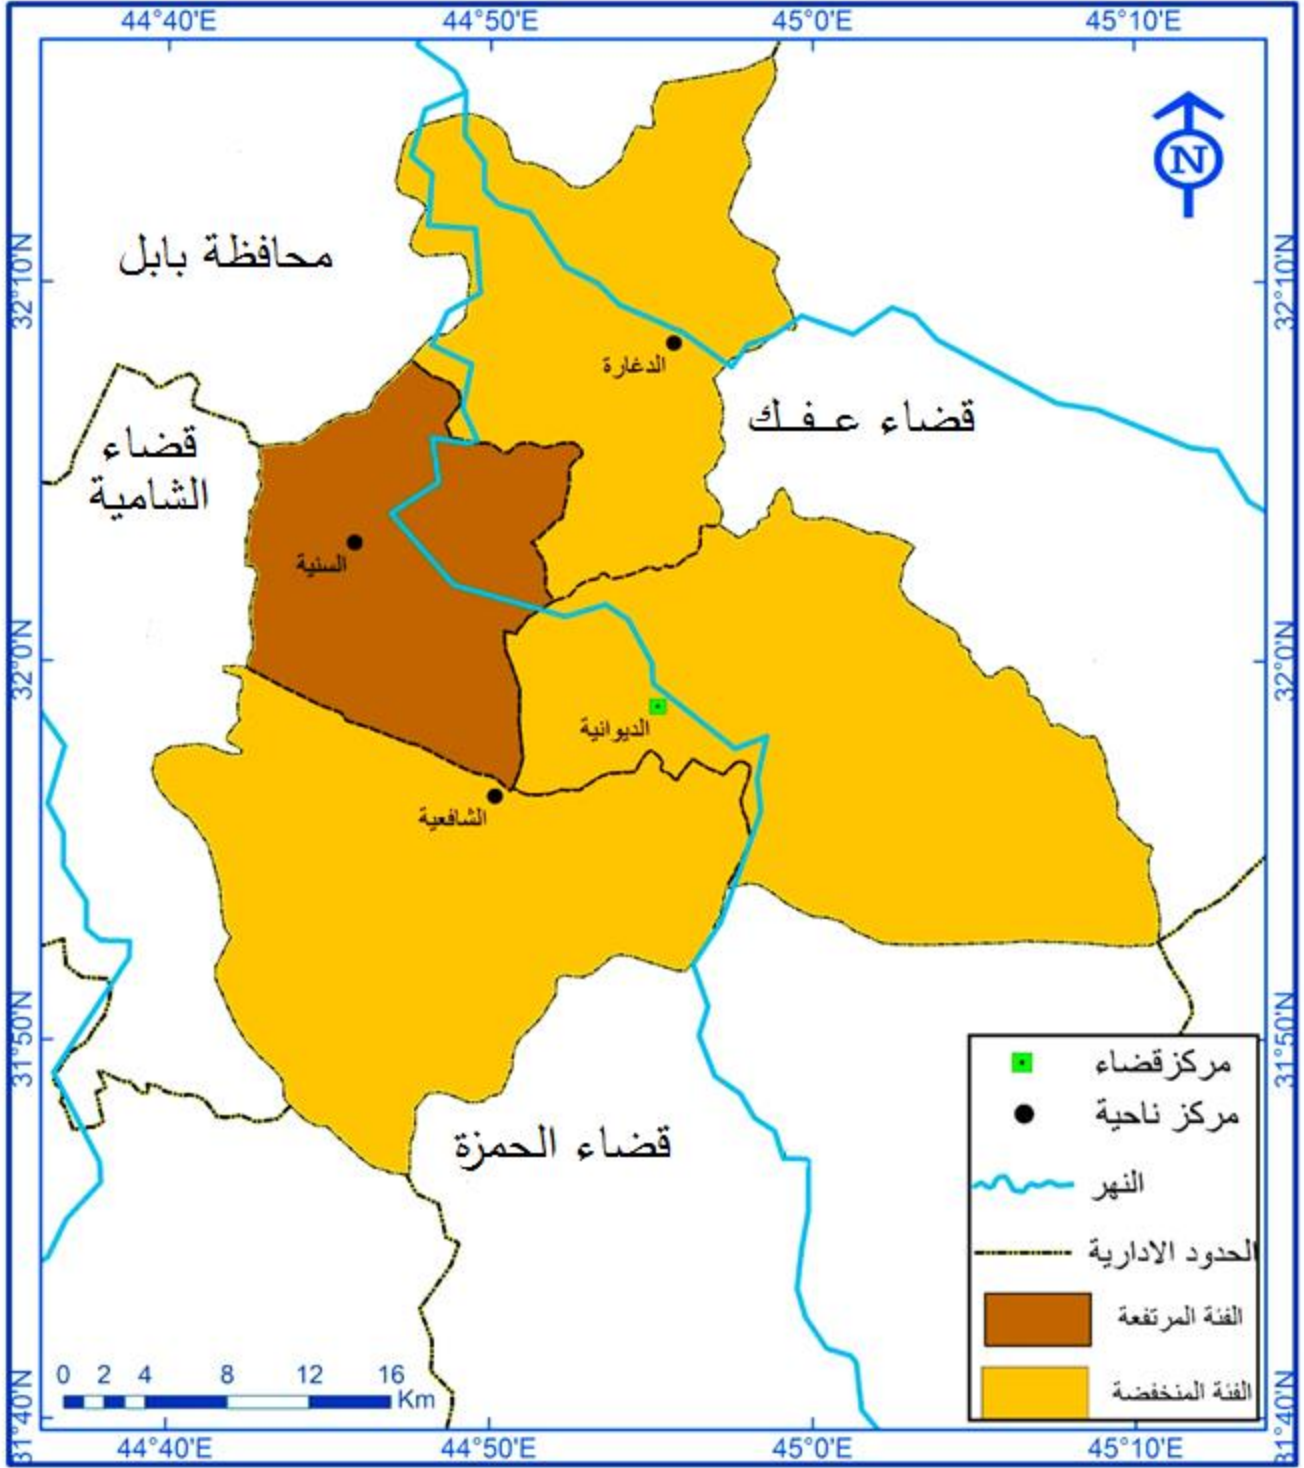 44°40'E 44°50'E 45°0'E 45°10'E
N
محافظة بابل
32°10'N 32°10'N
الدغارة
قضاء عـفـك
قضاء
الشامية
السنية
32°0'N 32°0'N
الديوانية
الشافعية
31°50'N 31°50'N
مركزقضاء
مركز ناحية
قضاء الحمزة
النهر
الحدود الادارية
الفئة المرتفعة
الفئة المنخفضة
0 2 4 8 12 16
Km
31°40'N 31°40'N
44°40'E 44°50'E 45°0'E 45°10'E